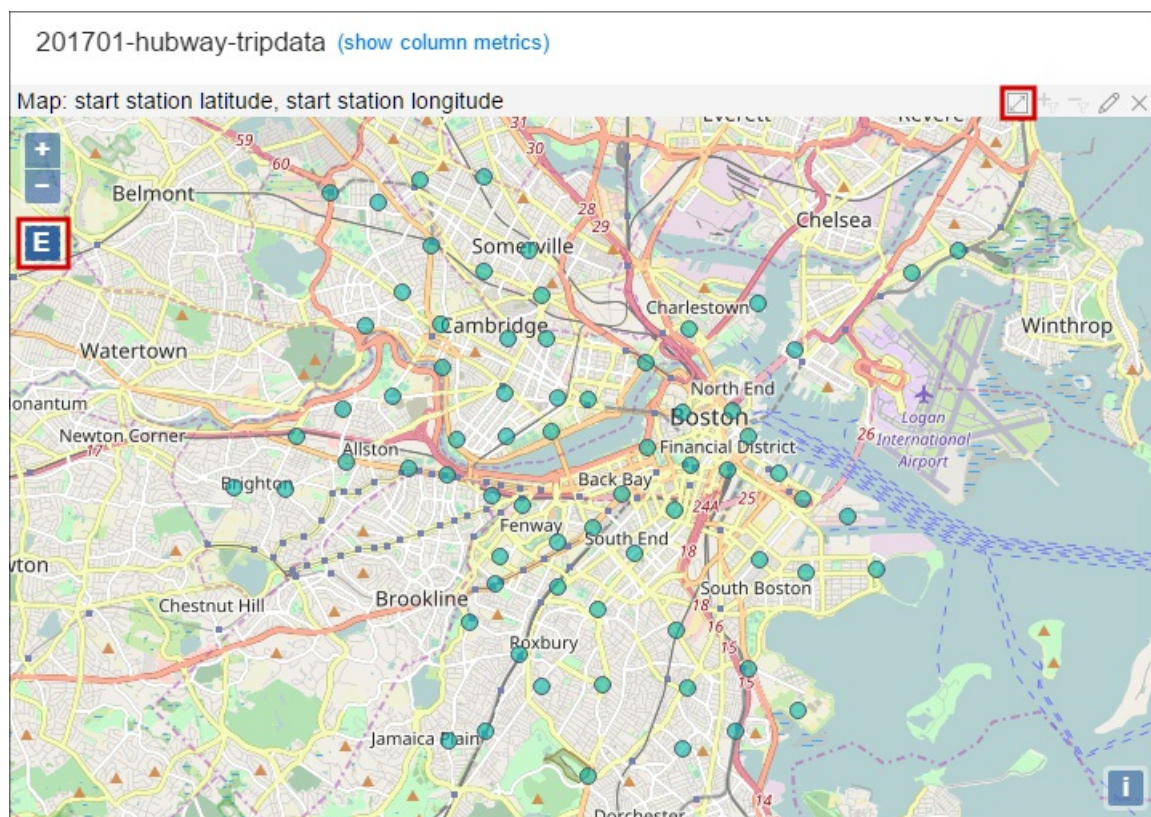 201701-hubway-tripdata (show column metrics)
Map: start station latitude, start station longitude
Everett
Revere
31
30
59
60
+
−
Belmont
E
28
29
Somerville
Chelsea
Charlestown
Cambridge
Winthrop
Watertown
North End
onantum
Boston
Logan
International
Airport
26
Newton Corner
17
Allston
Financial District
Brighton
Back Bay
24A
25
Fenway
South End
18
wton
Chestnut Hill
Brookline
South Boston
18
16
15
Roxbury
15
Jamaica Plain
i
14
Dorchester